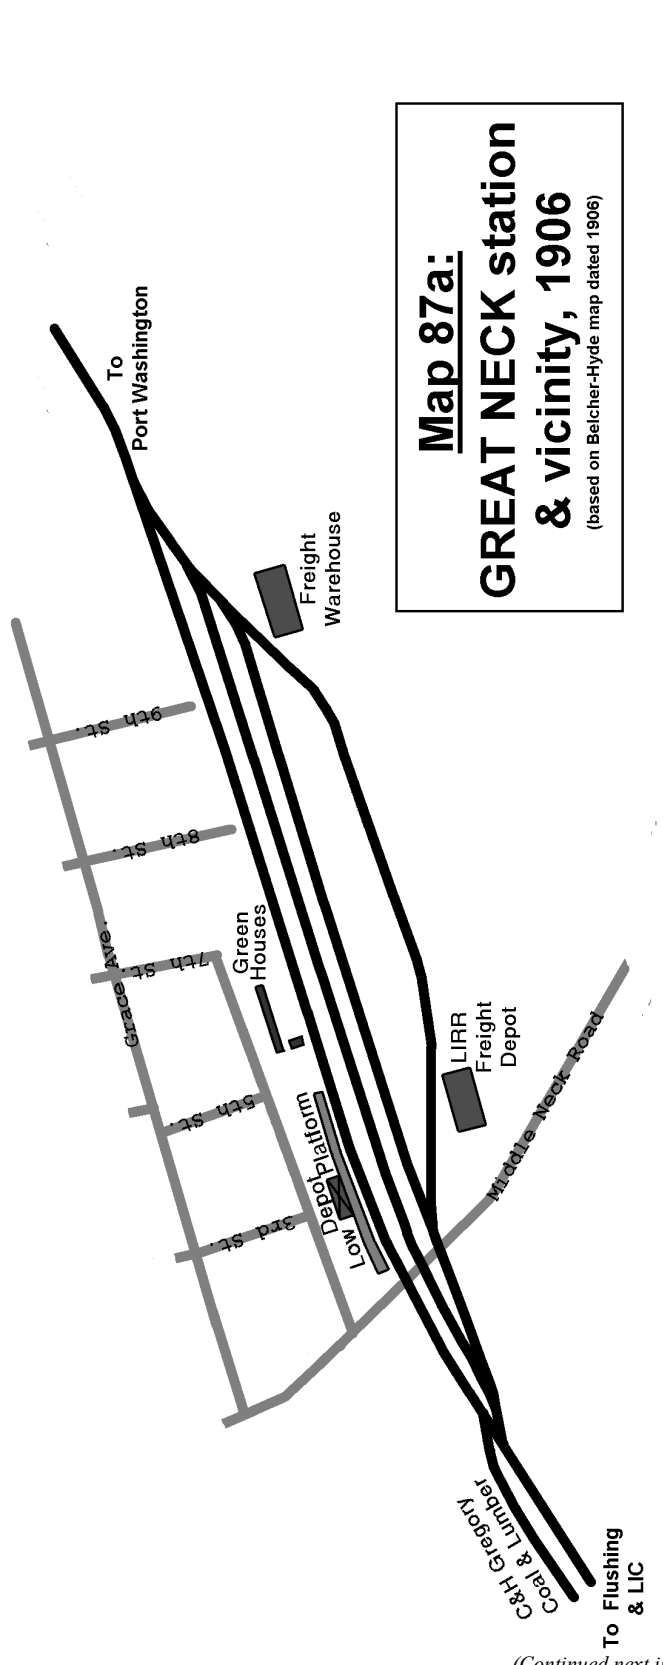 Map 87a:
GREAT NECK station
& vicinity, 1906
(based on Belcher-Hyde map dated 1906)
To
Port Washington
Freight
Warehouse
9th St.
8th St.
7th St.
5th St.
3rd St.
Grace Ave.
Green
Houses
Depot
Low Platform
LIRR
Freight
Depot
Middle Neck Road
C&H Gregory
Coal & Lumber
To Flushing
& LIC
(Continued next